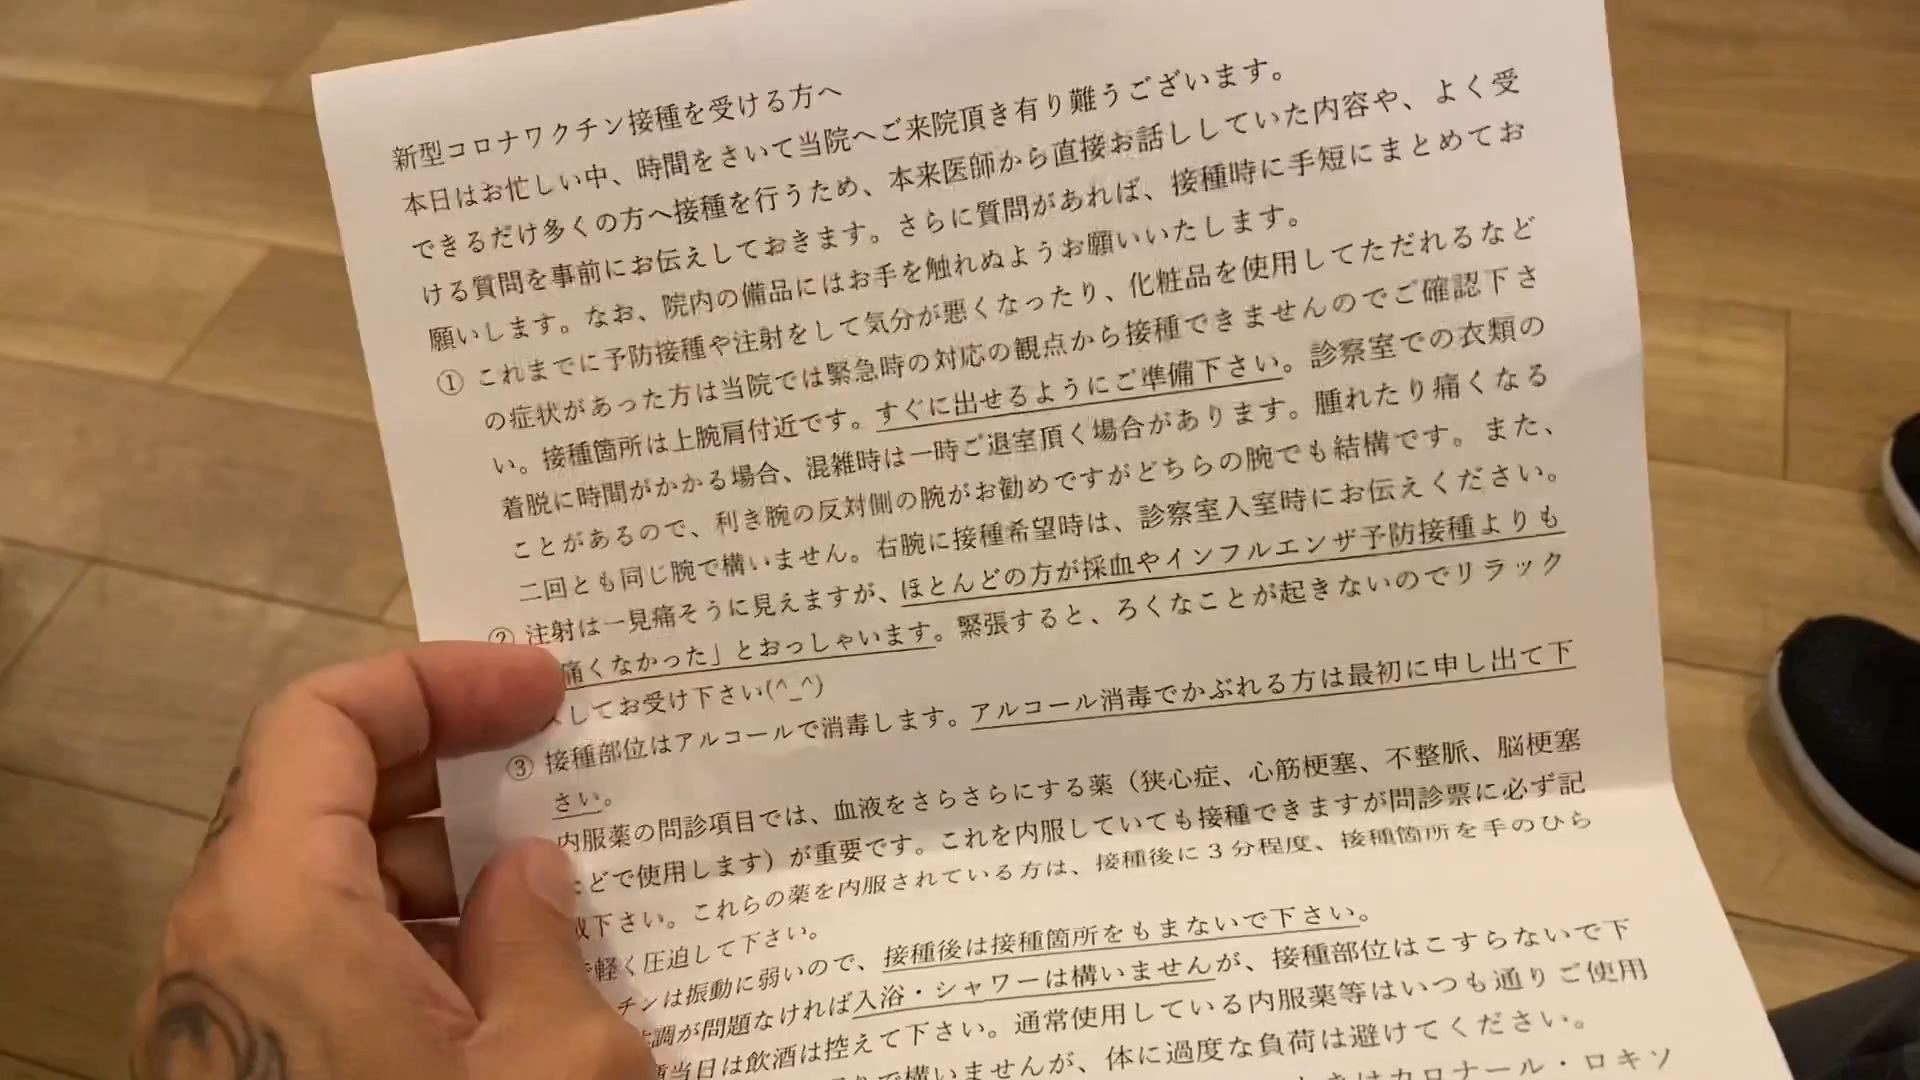 新型コロナワクチン接種を受ける方へ
本日はお忙しい中、時間をさいて当院へご来院頂き有り難うございます。
できるだけ多くの方へ接種を行うため、本来医師から直接お話ししていた内容や、よく受
ける質問を事前にお伝えしておきます。さらに質問があれば、接種時に手短にまとめてお
願いします。なお、院内の備品にはお手を触れぬようお願いいたします。
① これまでに予防接種や注射をして気分が悪くなったり、化粧品を使用してただれるなど
の症状があった方は当院では緊急時の対応の観点から接種できませんのでご確認下さ
い。接種箇所は上腕肩付近です。すぐに出せるようにご準備下さい。診察室での衣類の
着脱に時間がかかる場合、混雑時は一時ご退室頂く場合があります。腫れたり痛くなる
ことがあるので、利き腕の反対側の腕がお勧めですがどちらの腕でも結構です。また、
二回とも同じ腕で構いません。右腕に接種希望時は、診察室入室時にお伝えください。
② 注射は一見痛そうに見えますが、ほとんどの方が採血やインフルエンザ予防接種よりも
痛くなかった」とおっしゃいます。緊張すると、ろくなことが起きないのでリラック
してお受け下さい(^_^)
③ 接種部位はアルコールで消毒します。アルコール消毒でかぶれる方は最初に申し出て下
さい。
内服薬の問診項目では、血液をさらさらにする薬（狭心症、心筋梗塞、不整脈、脳梗塞
どで使用します）が重要です。これを内服していても接種できますが問診票に必ず記
下さい。これらの薬を内服されている方は、接種後に3分程度、接種箇所を手のひら
軽く圧迫して下さい。
チンは振動に弱いので、接種後は接種箇所をもまないで下さい。
調が問題なければ入浴・シャワーは構いませんが、接種部位はこすらないで下
当日は飲酒は控えて下さい。通常使用している内服薬等はいつも通りご使用
で構いませんが、体に過度な負荷は避けてください。
はカロナール・ロキソ